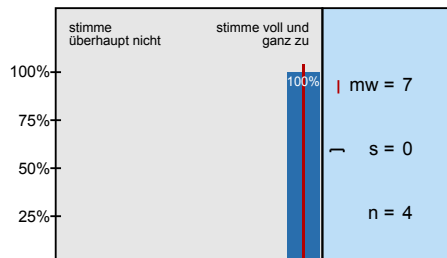 stimme
überhaupt nicht
stimme voll und
ganz zu
100%
75%
50%
25%
100%
mw = 7
s = 0
n = 4